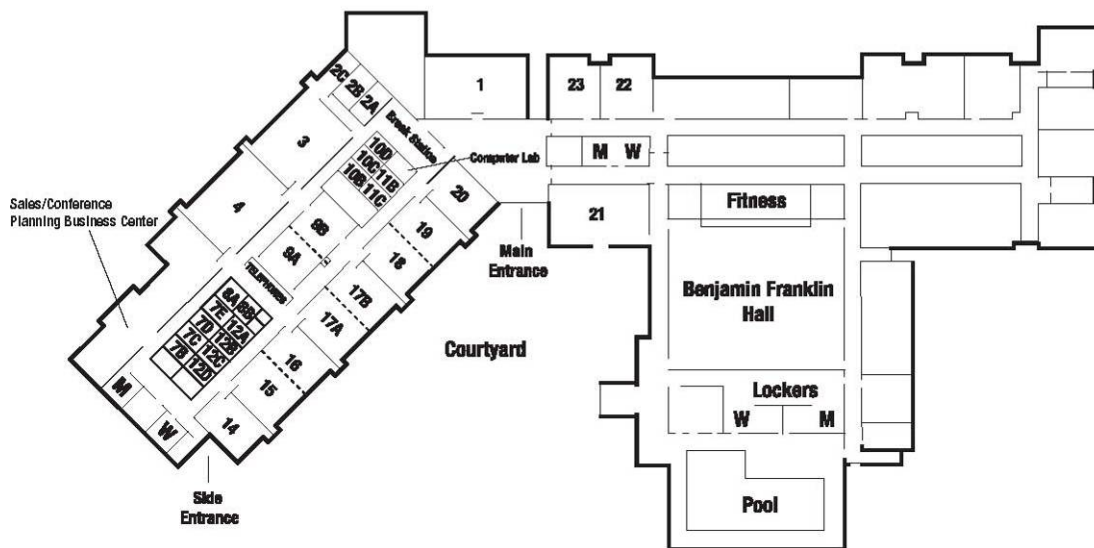 2C
2B
2A
1
23
22
Break Station
3
10D
10C
11B
10B
11C
Computer Lab
M W
20
4
Sales/Conference
Planning Business Center
9B
19
21
Fitness
Main
Entrance
9A
18
TELEPHONES
17B
Benjamin Franklin
Hall
8A
8B
7E
12A
7D
12B
7C
12C
7B
12D
17A
Courtyard
16
15
Lockers
M
W
14
W
M
Side
Entrance
Pool